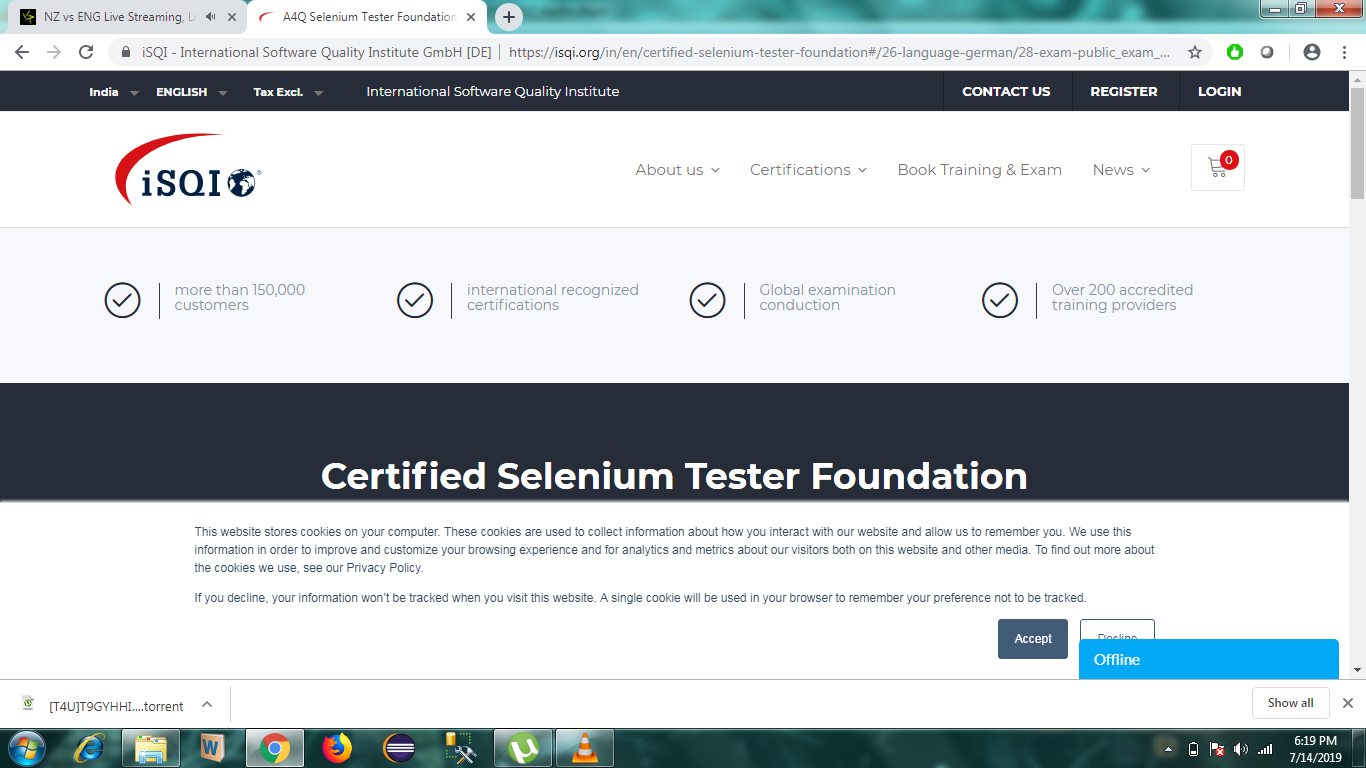 NZ vs ENG Live Streaming, Li
A4Q Selenium Tester Foundation
iSQI - International Software Quality Institute GmbH [DE] | https://isqi.org/in/en/certified-selenium-tester-foundation#/26-language-german/28-exam-public_exam_...
India ENGLISH Tax Excl. International Software Quality Institute CONTACT US REGISTER LOGIN
iSQI ®
About us Certifications Book Training & Exam News 0
more than 150,000
customers
international recognized
certifications
Global examination
conduction
Over 200 accredited
training providers
Certified Selenium Tester Foundation
This website stores cookies on your computer. These cookies are used to collect information about how you interact with our website and allow us to remember you. We use this
information in order to improve and customize your browsing experience and for analytics and metrics about our visitors both on this website and other media. To find out more about
the cookies we use, see our Privacy Policy.
If you decline, your information won't be tracked when you visit this website. A single cookie will be used in your browser to remember your preference not to be tracked.
Accept Decline
Offline
[T4U]T9GYHHI....torrent Show all
6:19 PM
7/14/2019